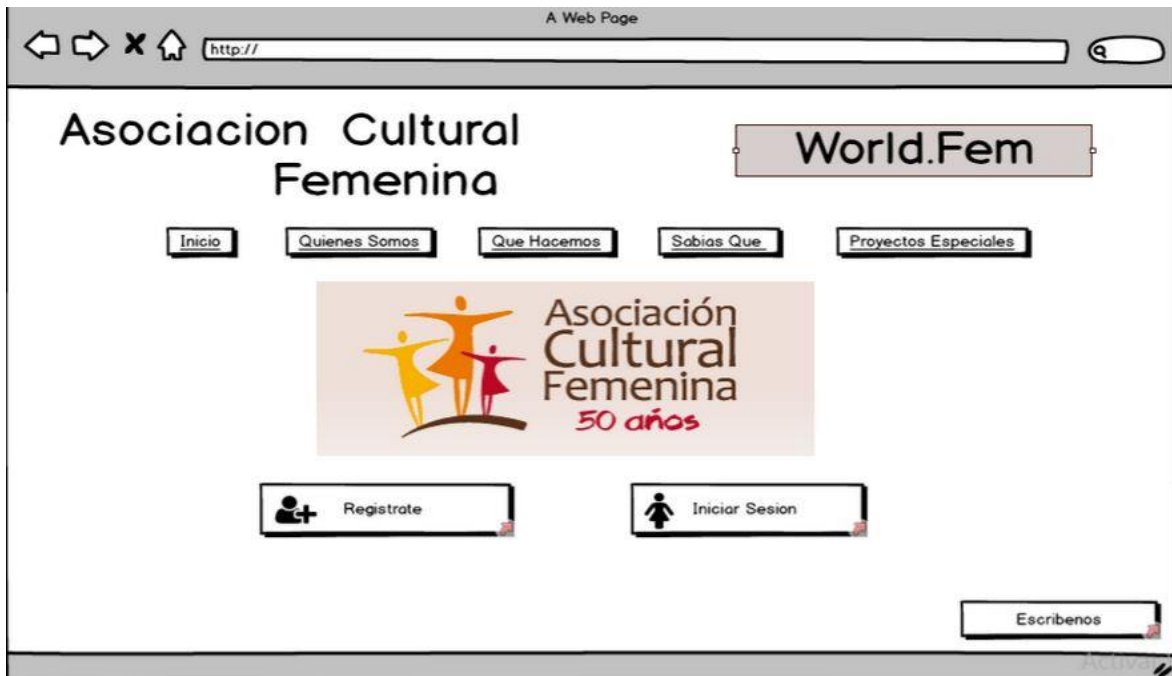 A Web Page
http://
Asociacion Cultural
Femenina
World.Fem
Inicio
Quienes Somos
Que Hacemos
Sabias Que
Proyectos Especiales
Asociación
Cultural
Femenina
50 años
Registrate
Iniciar Sesion
Escribenos
Activar